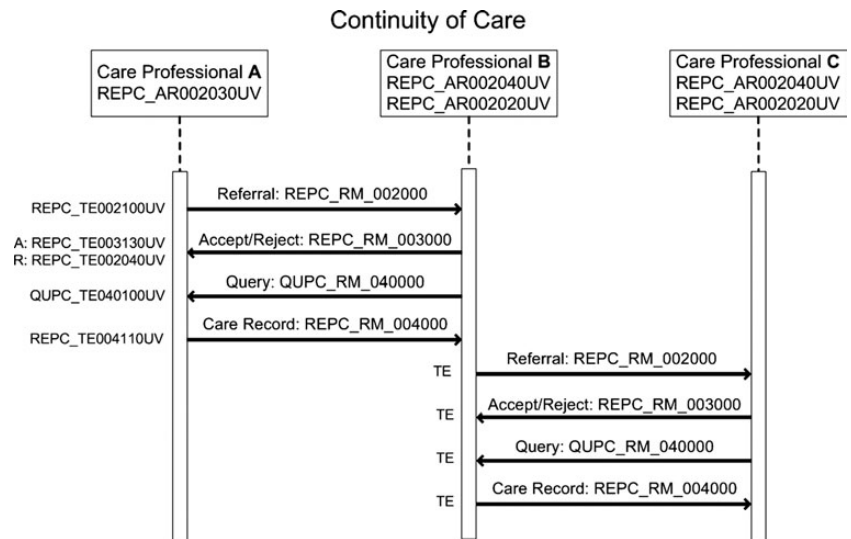 Continuity of Care
Care Professional A
REPC_AR002030UV
Care Professional B
REPC_AR002040UV
REPC_AR002020UV
Care Professional C
REPC_AR002040UV
REPC_AR002020UV
REPC_TE002100UV
Referral: REPC_RM_002000
A: REPC_TE003130UV
R: REPC_TE002040UV
Accept/Reject: REPC_RM_003000
QUPC_TE040100UV
Query: QUPC_RM_040000
REPC_TE004110UV
Care Record: REPC_RM_004000
TE
Referral: REPC_RM_002000
TE
Accept/Reject: REPC_RM_003000
TE
Query: QUPC_RM_040000
TE
Care Record: REPC_RM_004000